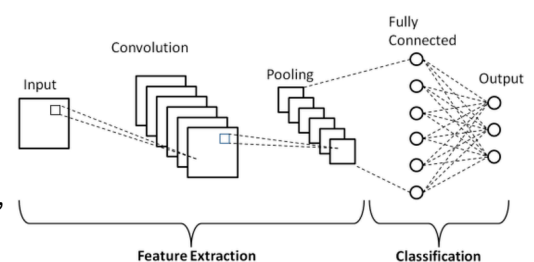 Fully
Connected
Convolution
Pooling
Output
Input
,
Feature Extraction
Classification